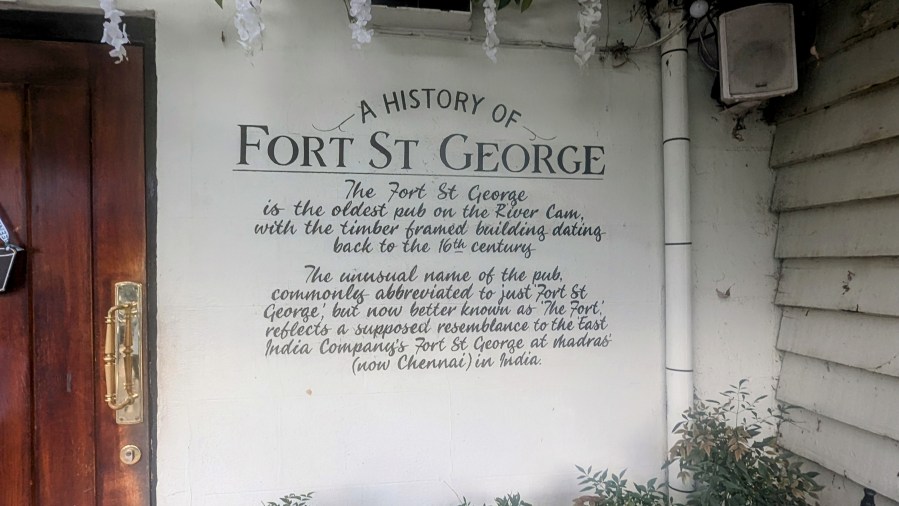 A HISTORY OF
FORT ST GEORGE
The Fort St George
is the oldest pub on the River Cam,
with the timber framed building dating
back to the 16th century
The unusual name of the pub,
commonly abbreviated to just 'Fort St
George', but now better known as 'The Fort',
reflects a supposed resemblance to the East
India Company's Fort St George at Madras
(now Chennai) in India.